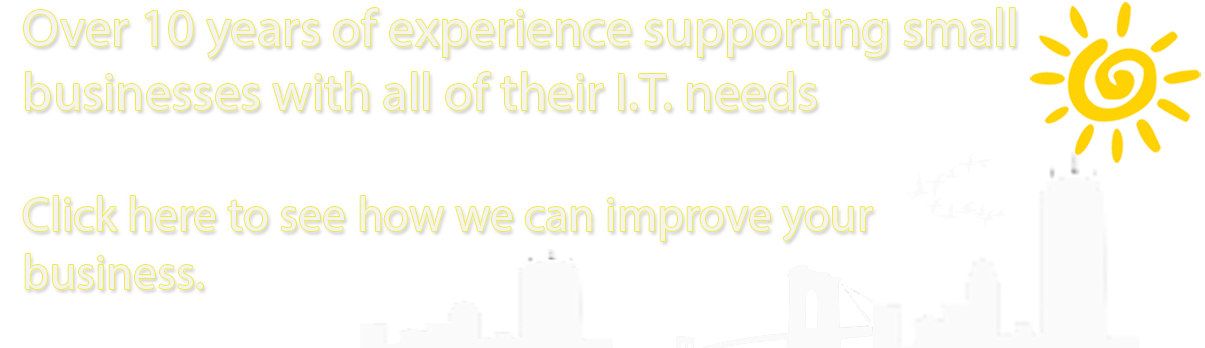 Over 10 years of experience supporting small
businesses with all of their I.T. needs
Click here to see how we can improve your
business.